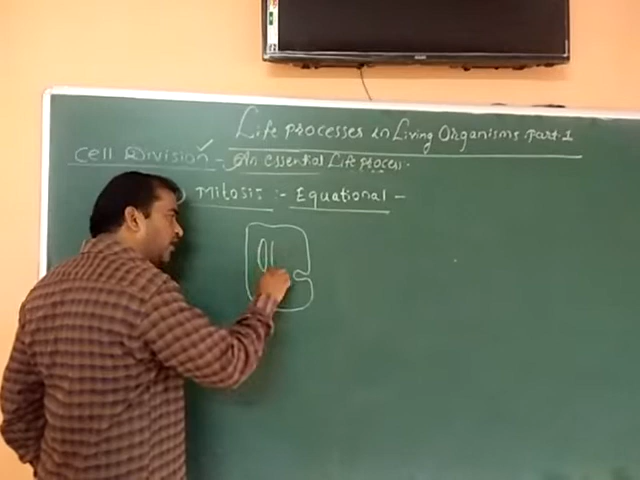 Life processes in Living Organisms Part-1
Cell Division - An essential Life process.
) Mitosis :- Equational -